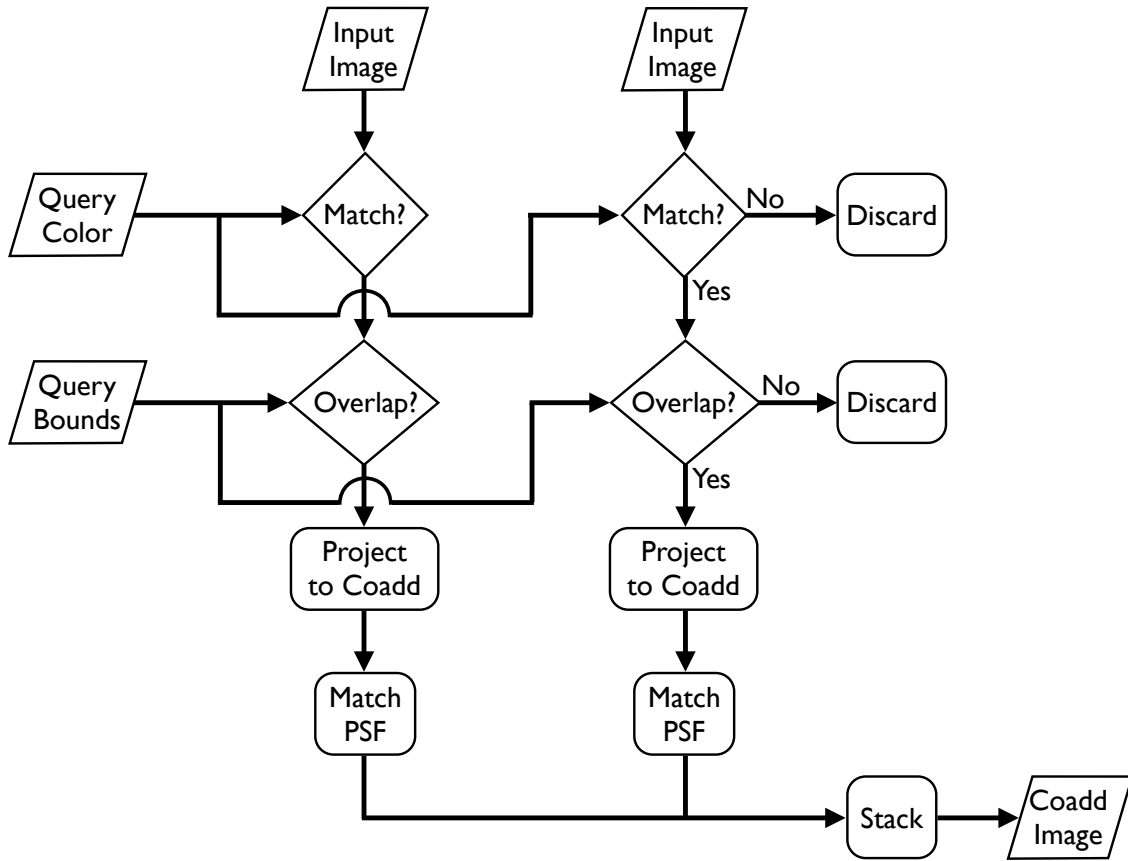 Input
Image
Input
Image
Query
Color
Match?
Match?
No
Discard
Yes
Query
Bounds
Overlap?
Overlap?
No
Discard
Yes
Project
to Coadd
Project
to Coadd
Match
PSF
Match
PSF
Stack
Coadd
Image